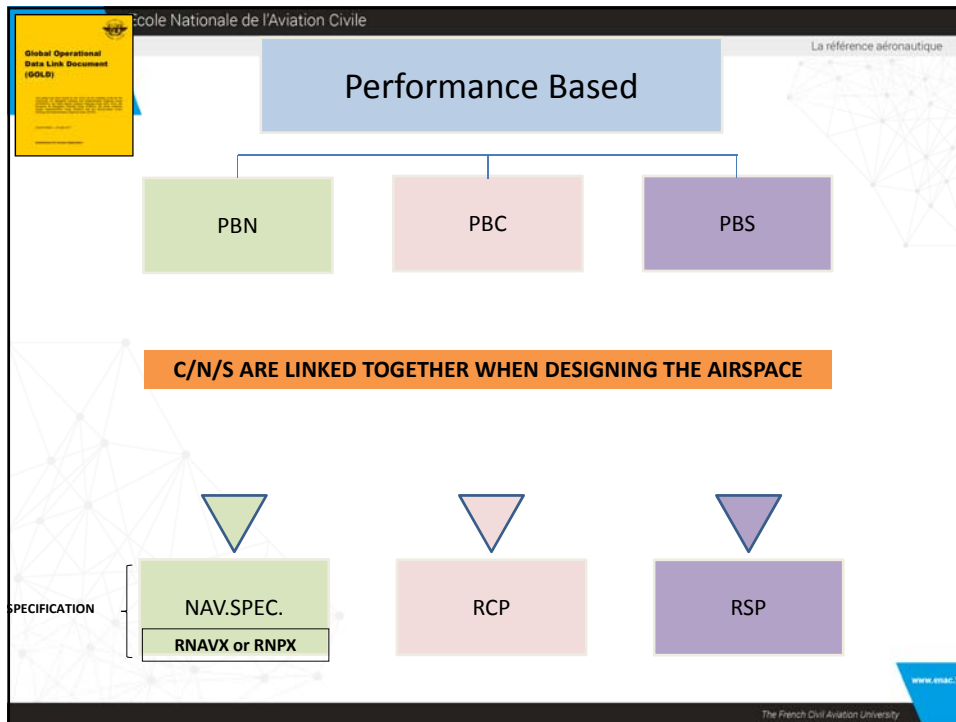 École Nationale de l'Aviation Civile
La référence aéronautique
Global Operational
Data Link Document
(GOLD)
Performance Based
PBN
PBC
PBS
C/N/S ARE LINKED TOGETHER WHEN DESIGNING THE AIRSPACE
SPECIFICATION
NAV.SPEC.
RNAVX or RNPX
RCP
RSP
www.enac.
The French Civil Aviation University